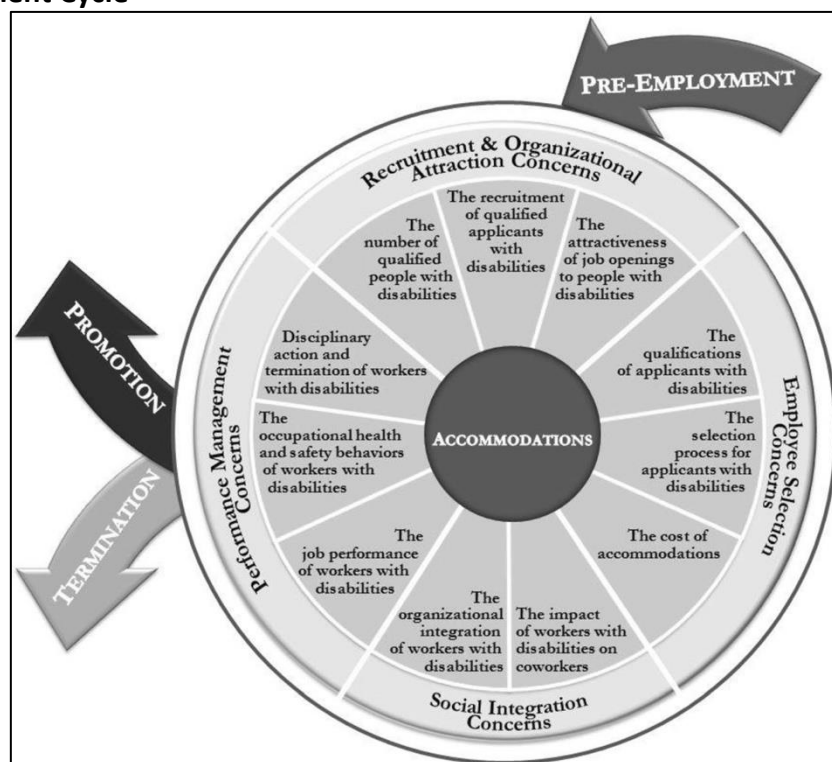 PRE-EMPLOYMENT
Recruitment & Organizational
Attraction Concerns
The
number of
qualified
people with
disabilities
The recruitment
of qualified
applicants
with
disabilities
The
attractiveness
of job openings
to people with
disabilities
Employee Selection
Concerns
The
qualifications
of applicants with
disabilities
The
selection
process for
applicants with
disabilities
The cost of
accommodations
Social Integration
Concerns
The impact
of workers with
disabilities on
coworkers
The
organizational
integration
of workers with
disabilities
Performance Management
Concerns
The
job performance
of workers with
disabilities
The
occupational health
and safety behaviors
of workers with
disabilities
Disciplinary
action and
termination of workers
with disabilities
ACCOMMODATIONS
PROMOTION
TERMINATION